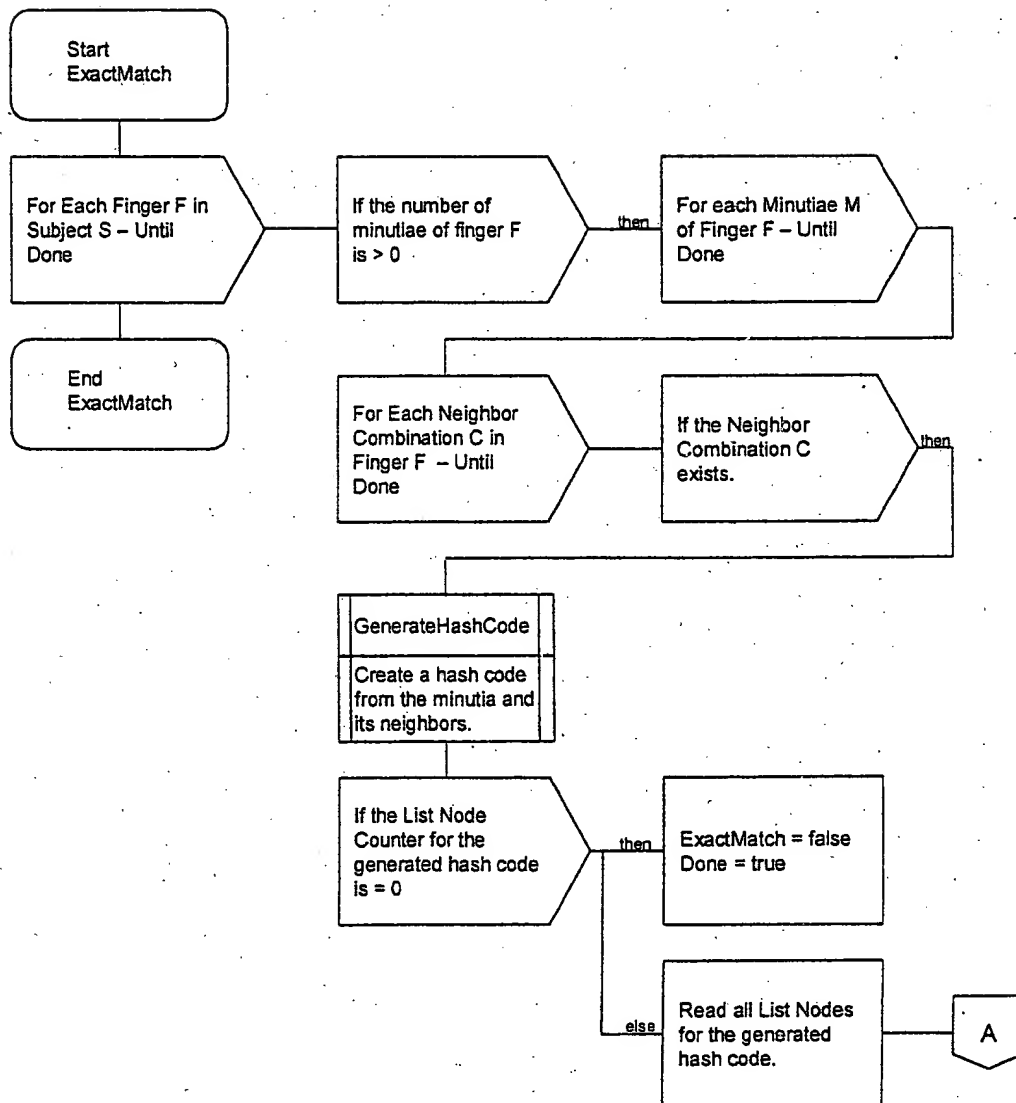 Start
ExactMatch
For Each Finger F in
Subject S – Until
Done
If the number of
minutiae of finger F
is > 0
then
For each Minutiae M
of Finger F – Until
Done
End
ExactMatch
For Each Neighbor
Combination C in
Finger F – Until
Done
If the Neighbor
Combination C
exists.
then
GenerateHashCode
Create a hash code
from the minutia and
its neighbors.
If the List Node
Counter for the
generated hash code
is = 0
then
ExactMatch = false
Done = true
else
Read all List Nodes
for the generated
hash code.
A